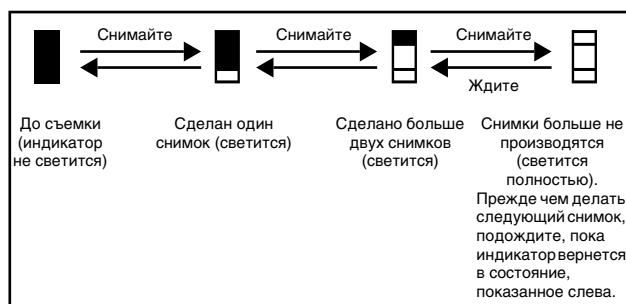 Снимайте
Снимайте
Снимайте
Ждите
До съемки
(индикатор
не светится)
Сделан один
снимок (светится)
Сделано больше
двух снимков
(светится)
Снимки больше не
производятся
(светится
полностью).
Прежде чем делать
следующий снимок,
подождите, пока
индикатор вернется
в состояние,
показанное слева.